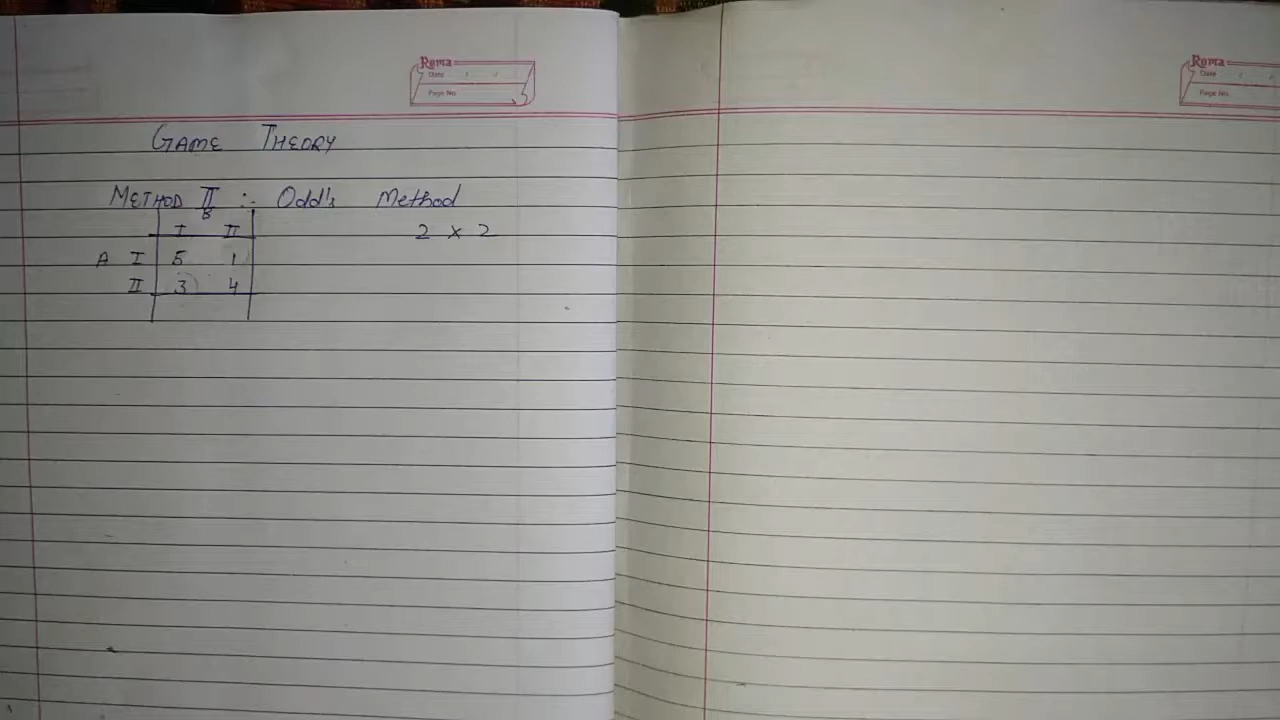 Roma
Date
Page No.
Roma
Date
Page No.
GAME THEORY
METHOD II :- Odd's Method
B
I II 2 x 2
A I 5 1
II 3 4